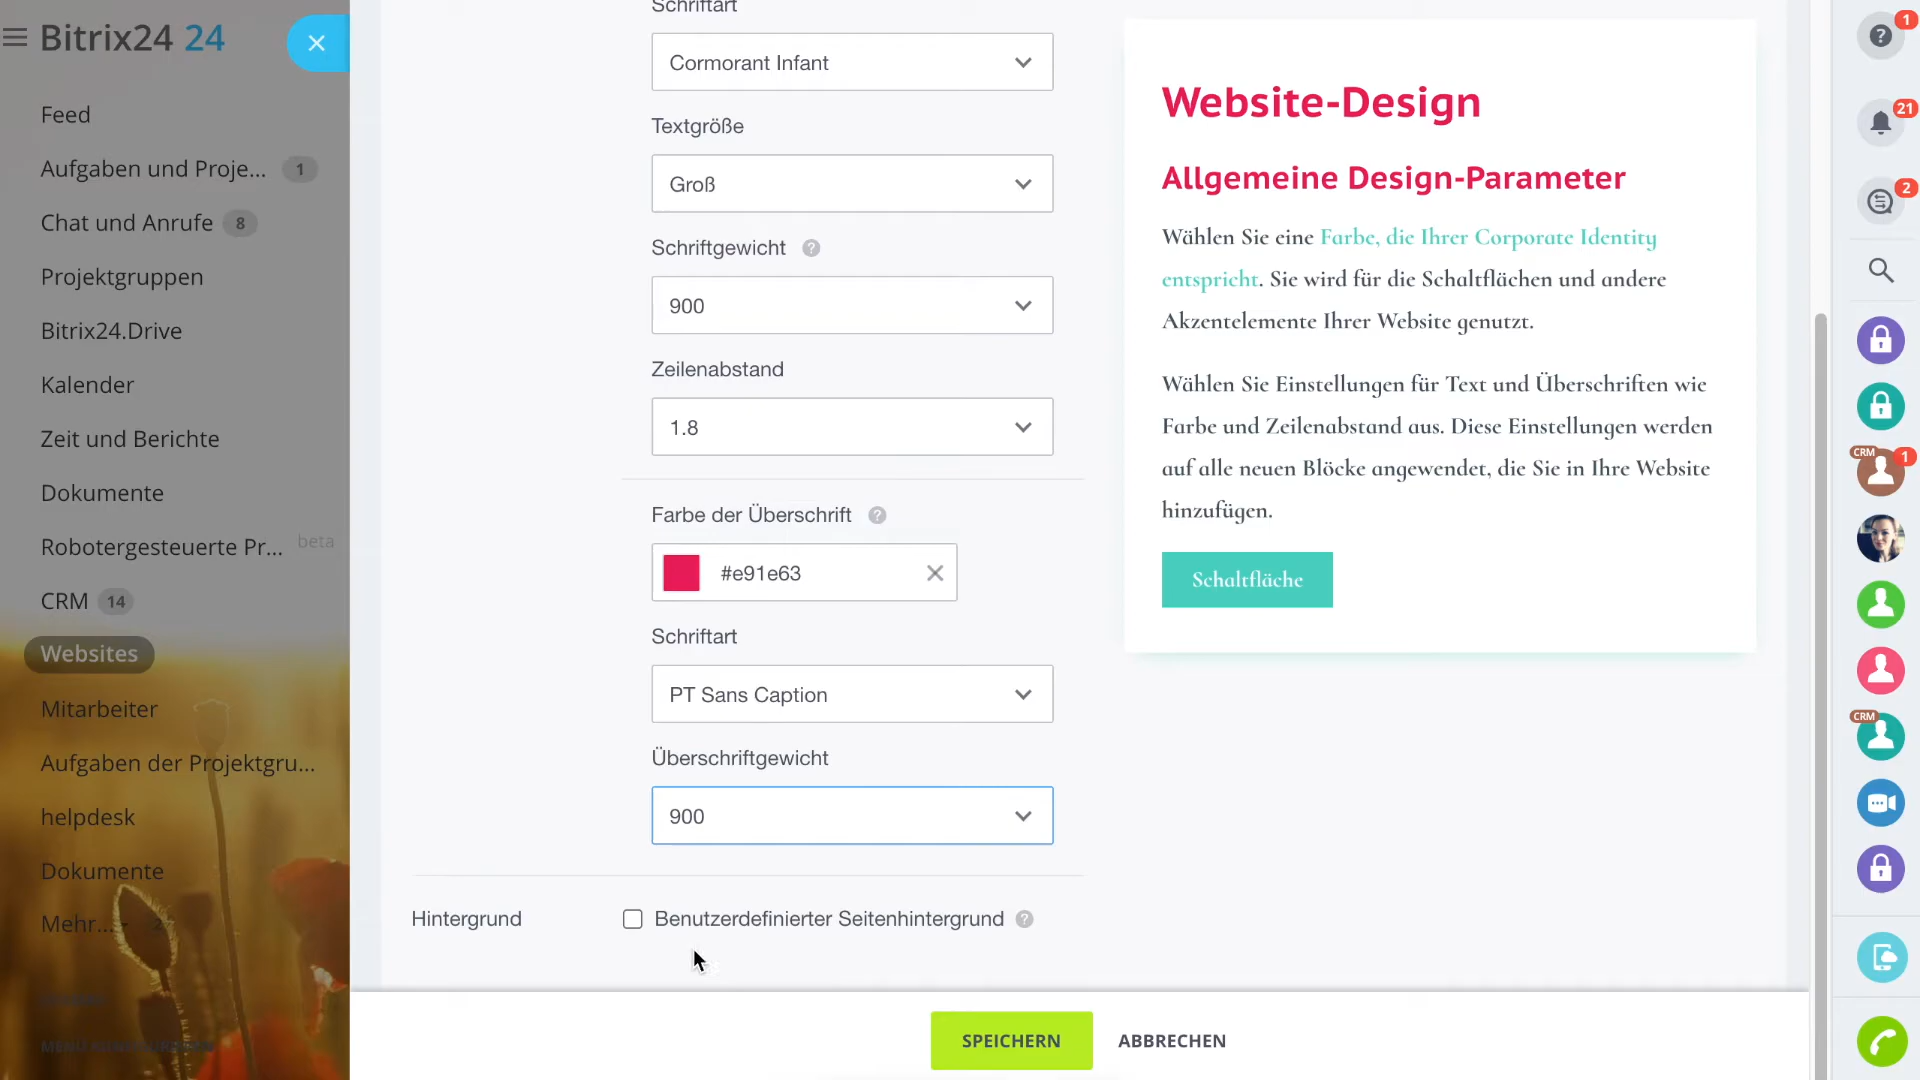 Bitrix24 24
Feed
Aufgaben und Proje... 1
Chat und Anrufe 8
Projektgruppen
Bitrix24.Drive
Kalender
Zeit und Berichte
Dokumente
Robotergesteuerte Pr... beta
CRM 14
Websites
Mitarbeiter
Aufgaben der Projektgru...
helpdesk
Dokumente
Mehr...
Schriftart
Cormorant Infant
Textgröße
Groß
Schriftgewicht ?
900
Zeilenabstand
1.8
Farbe der Überschrift ?
#e91e63
Schriftart
PT Sans Caption
Überschriftgewicht
900
Hintergrund
Benutzerdefinierter Seitenhintergrund ?
SPEICHERN
ABBRECHEN
Website-Design
Allgemeine Design-Parameter
Wählen Sie eine Farbe, die Ihrer Corporate Identity
entspricht. Sie wird für die Schaltflächen und andere
Akzentelemente Ihrer Website genutzt.
Wählen Sie Einstellungen für Text und Überschriften wie
Farbe und Zeilenabstand aus. Diese Einstellungen werden
auf alle neuen Blöcke angewendet, die Sie in Ihre Website
hinzufügen.
Schaltfläche
? 1
21
2
CRM 1
CRM